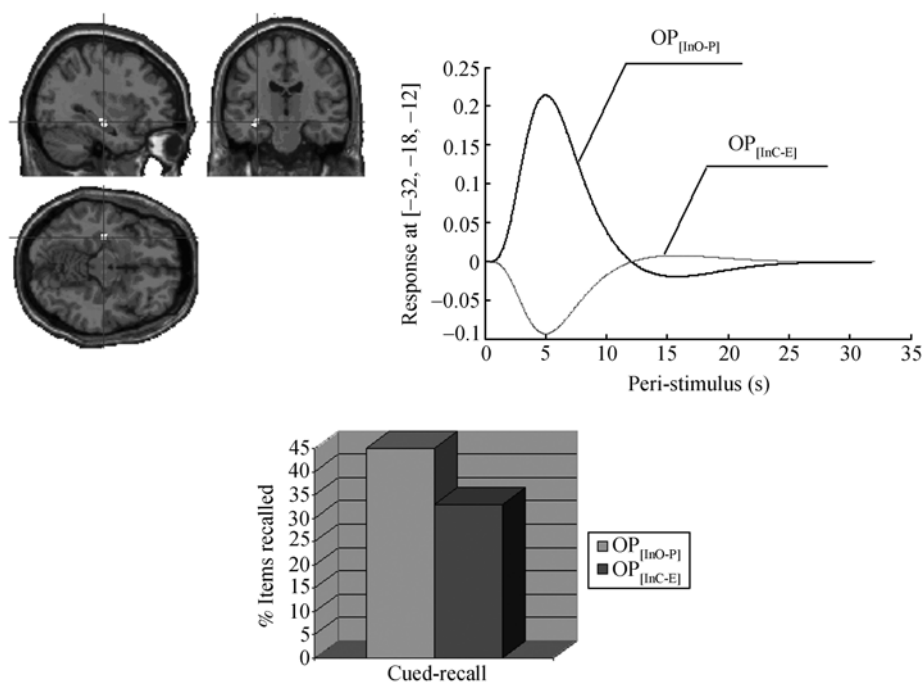 OP[InO-P]
OP[InC-E]
Response at [−32, −18, −12]
0.25
0.2
0.15
0.1
0
−0.05
−0.1
0 5 10 15 20 25 30 35
Peri-stimulus (s)
% Items recalled
45
40
35
30
25
20
15
10
5
0
Cued-recall
OP[InO-P]
OP[InC-E]